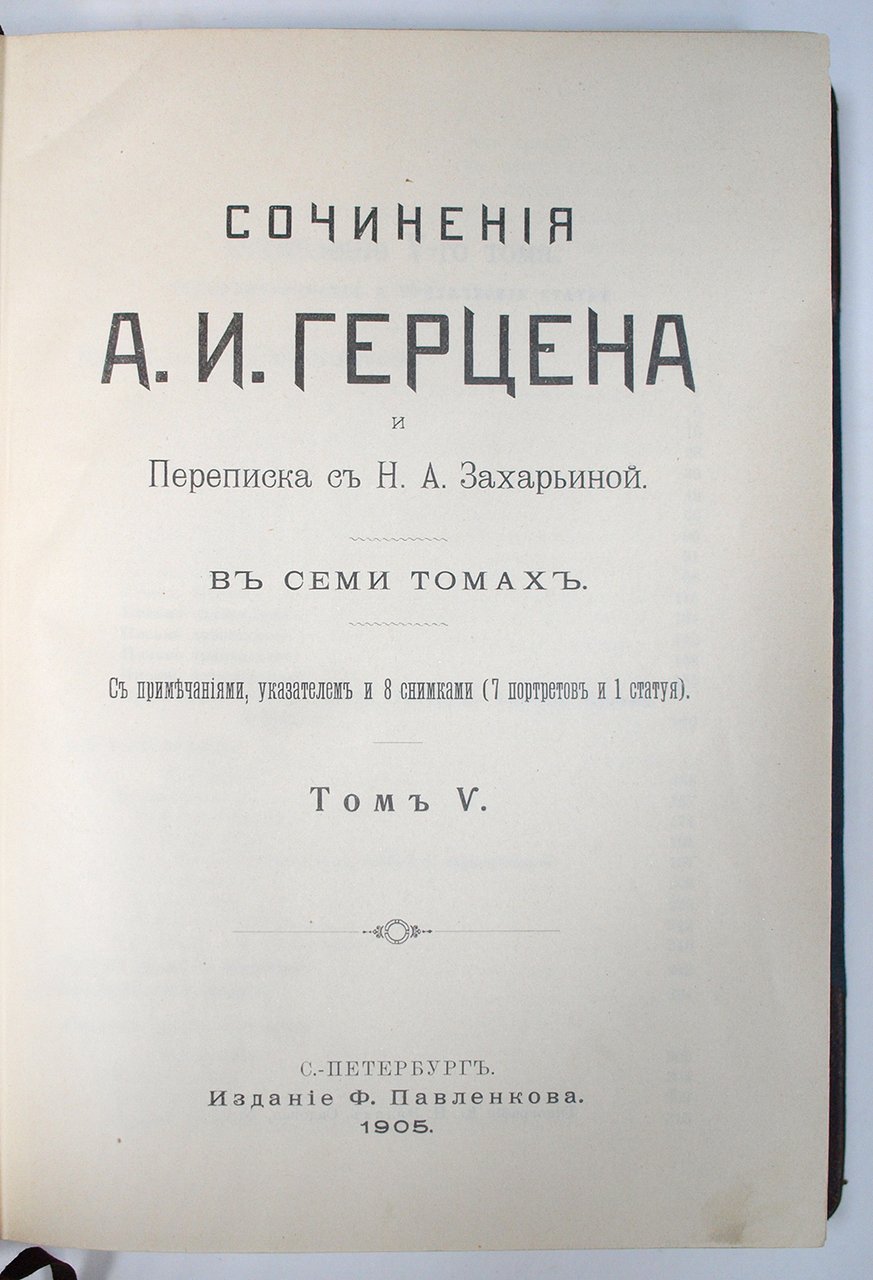 СОЧИНЕНІЯ
А. И. ГЕРЦЕНА
И
Переписка съ Н. А. Захарьиной.
ВЪ СЕМИ ТОМАХЪ.
Съ примѣчаніями, указателемъ и 8 снимками (7 портретовъ и 1 статуя).
Томъ V.
С.-ПЕТЕРБУРГЪ.
Изданіе Ф. Павленкова.
1905.